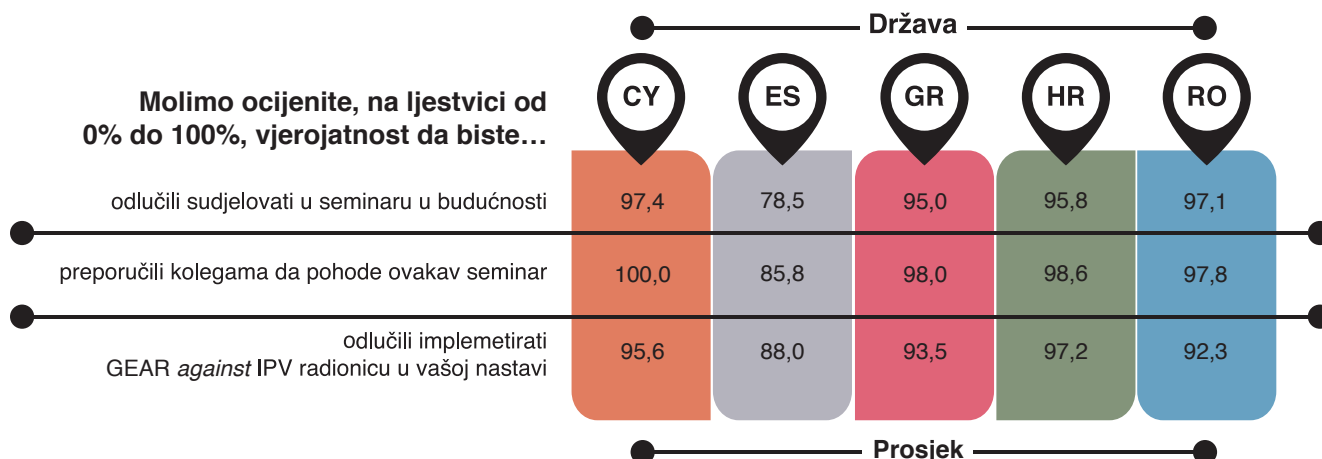 Država
CY ES GR HR RO
Molimo ocijenite, na ljestvici od
0% do 100%, vjerojatnost da biste…
odlučili sudjelovati u seminaru u budućnosti 97,4 78,5 95,0 95,8 97,1
preporučili kolegama da pohode ovakav seminar 100,0 85,8 98,0 98,6 97,8
odlučili implemetirati
GEAR against IPV radionicu u vašoj nastavi 95,6 88,0 93,5 97,2 92,3
Prosjek